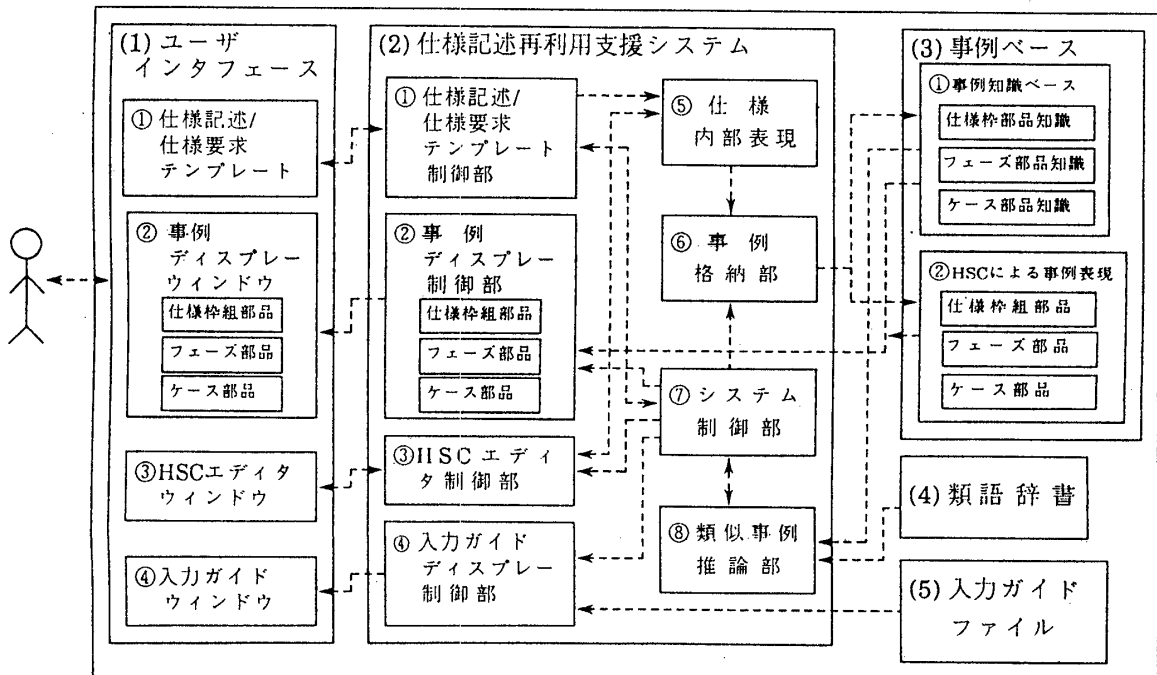 (1) ユーザ
インタフェース
① 仕様記述/
仕様要求
テンプレート
② 事例
ディスプレー
ウィンドウ
仕様枠組部品
フェーズ部品
ケース部品
③HSCエディタ
ウィンドウ
④入力ガイド
ウィンドウ
(2) 仕様記述再利用支援システム
① 仕様記述/
仕様要求
テンプレート
制御部
② 事例
ディスプレー
制御部
仕様枠組部品
フェーズ部品
ケース部品
③HSCエディ
タ制御部
④ 入力ガイド
ディスプレー
制御部
⑤ 仕様
内部表現
⑥ 事例
格納部
⑦ システム
制御部
⑧ 類似事例
推論部
(3) 事例ベース
①事例知識ベース
仕様枠部品知識
フェーズ部品知識
ケース部品知識
②HSCによる事例表現
仕様枠組部品
フェーズ部品
ケース部品
(4) 類語辞書
(5) 入力ガイド
ファイル